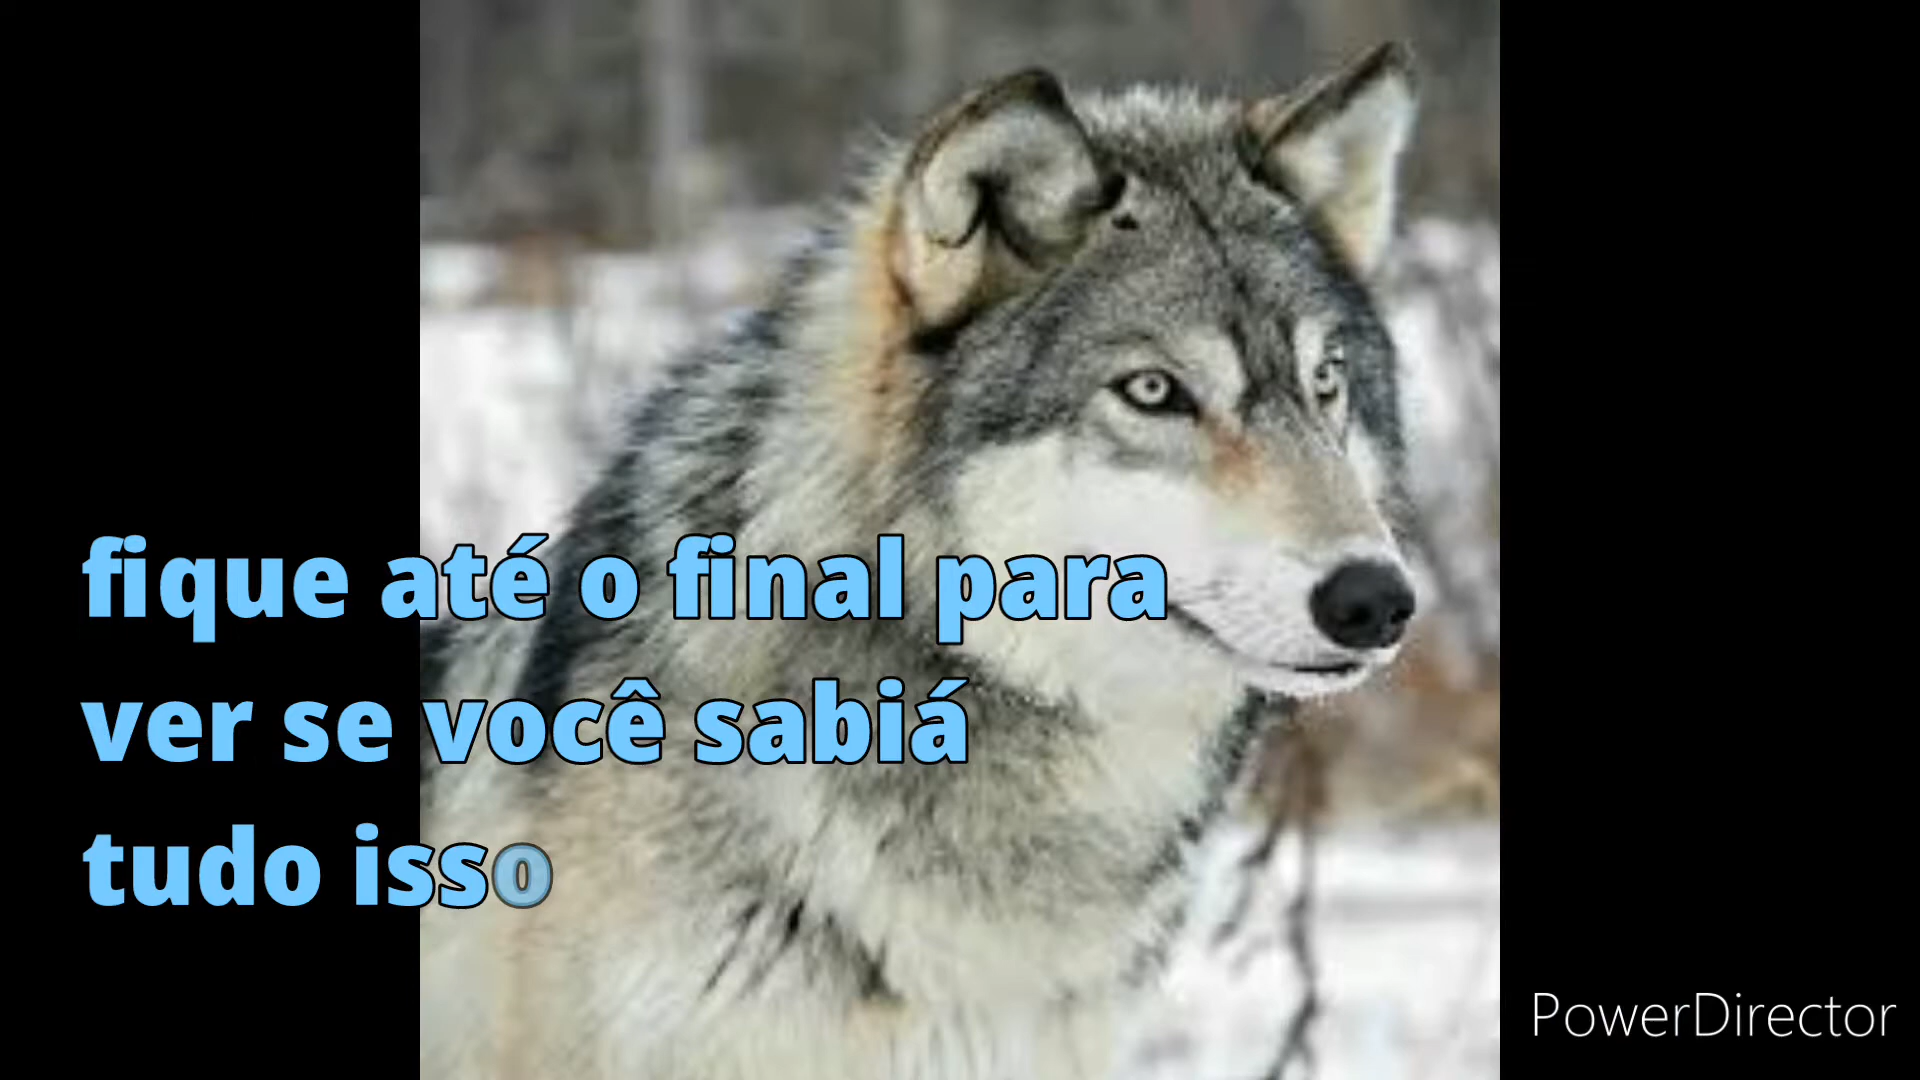 fique até o final para
ver se você sabiá
tudo isso
PowerDirector